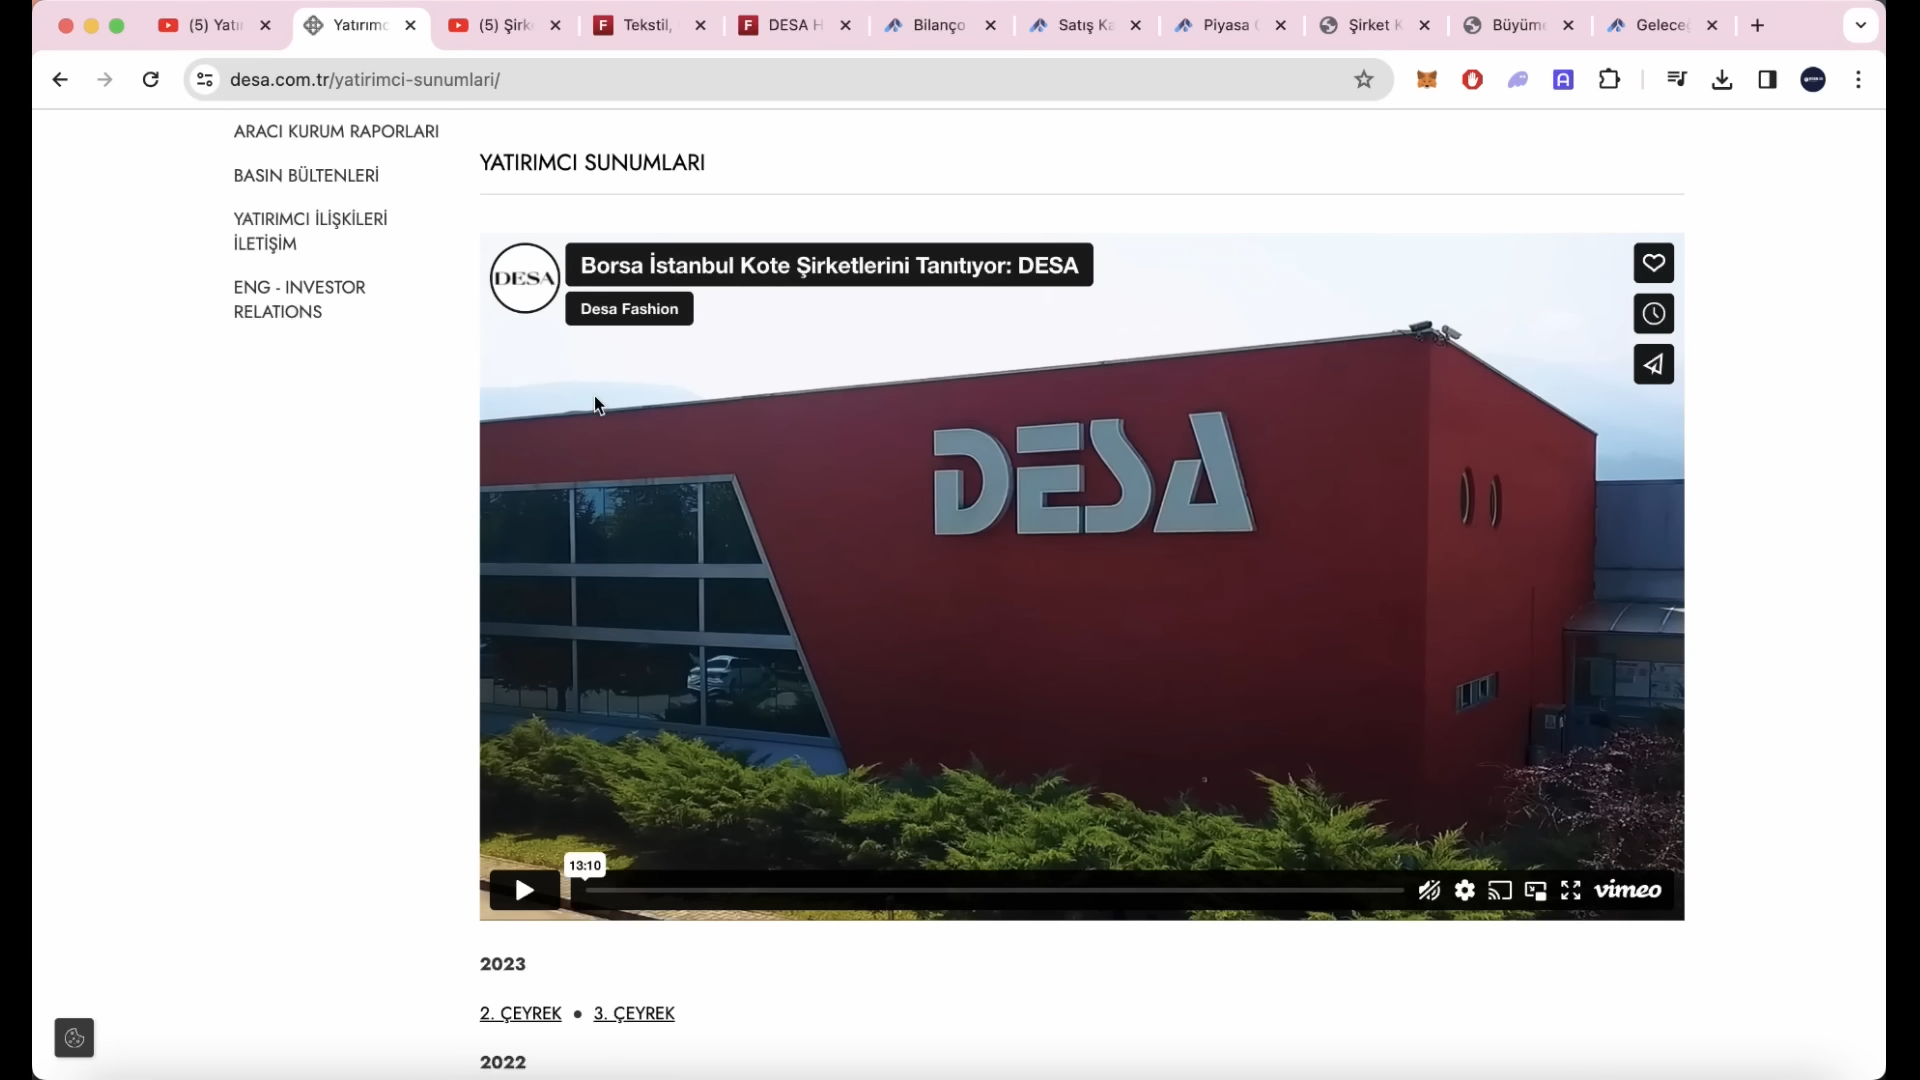 (5) Yatı
Yatırımc
(5) Şirk
Tekstil,
DESA H
Bilanço
Satış Ka
Piyasa
Şirket K
Büyüme
Gelece
desa.com.tr/yatirimci-sunumlari/
ARACI KURUM RAPORLARI
BASIN BÜLTENLERİ
YATIRIMCI İLİŞKİLERİ
İLETİŞİM
ENG - INVESTOR
RELATIONS
YATIRIMCI SUNUMLARI
DESA
Borsa İstanbul Kote Şirketlerini Tanıtıyor: DESA
Desa Fashion
DESA
13:10
vimeo
2023
2. ÇEYREK • 3. ÇEYREK
2022